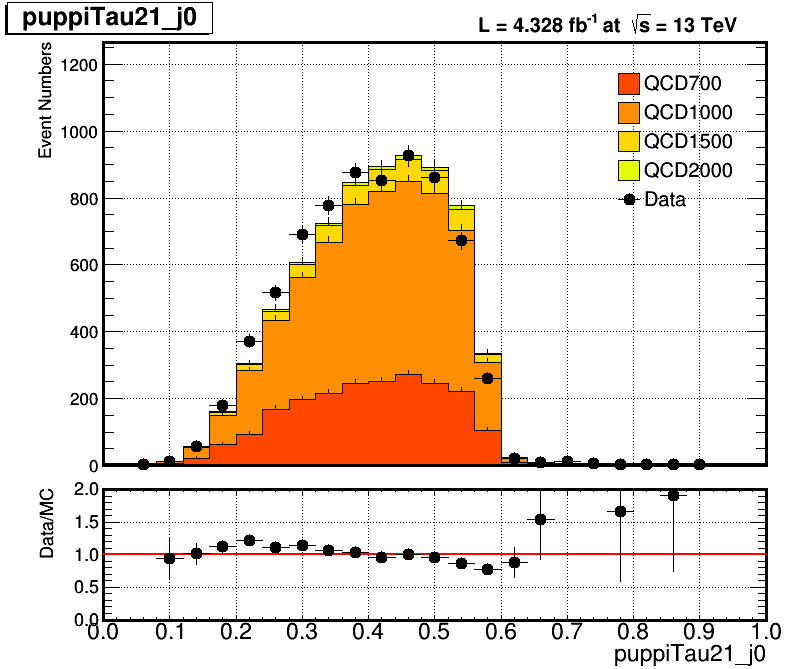 puppiTau21_j0
L = 4.328 fb-1 at √s = 13 TeV
Event Numbers
1200
1000
800
600
400
200
0
QCD700
QCD1000
QCD1500
QCD2000
Data
Data/MC
2.0
1.5
1.0
0.5
0.0
0.0 0.1 0.2 0.3 0.4 0.5 0.6 0.7 0.8 0.9 1.0
puppiTau21_j0